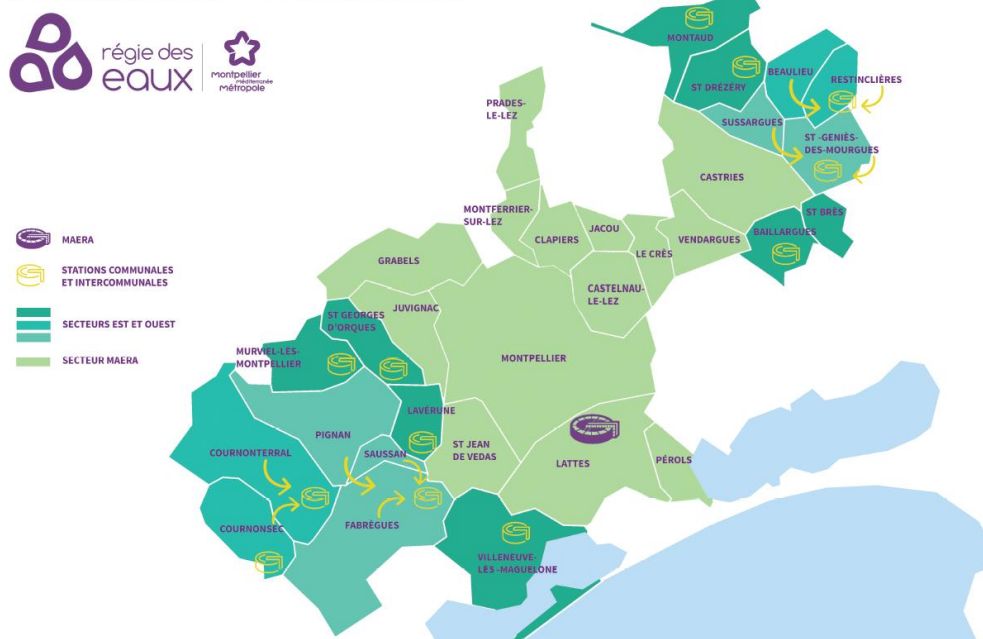 régie des
eaux
montpellier
méditerranée
métropole
MAERA
STATIONS COMMUNALES
ET INTERCOMMUNALES
SECTEURS EST ET OUEST
SECTEUR MAERA
MONTAUD
ST DRÉZÉRY
BEAULIEU
RESTINCLIÈRES
PRADES-
LE-LEZ
SUSSARGUES
ST -GENIÈS-
DES-MOURGUES
CASTRIES
MONTFERRIER-
SUR-LEZ
CLAPIERS
JACOU
LE CRÈS
VENDARGUES
ST BRÈS
BAILLARGUES
GRABELS
CASTELNAU-
LE-LEZ
JUVIGNAC
ST GEORGES
D'ORQUES
MURVIEL-LÈS-
MONTPELLIER
MONTPELLIER
LAVÉRUNE
PIGNAN
SAUSSAN
ST JEAN
DE VEDAS
LATTES
PÉROLS
COURNONTERRAL
COURNONSEC
FABRÈGUES
VILLENEUVE-
LÈS -MAGUELONE